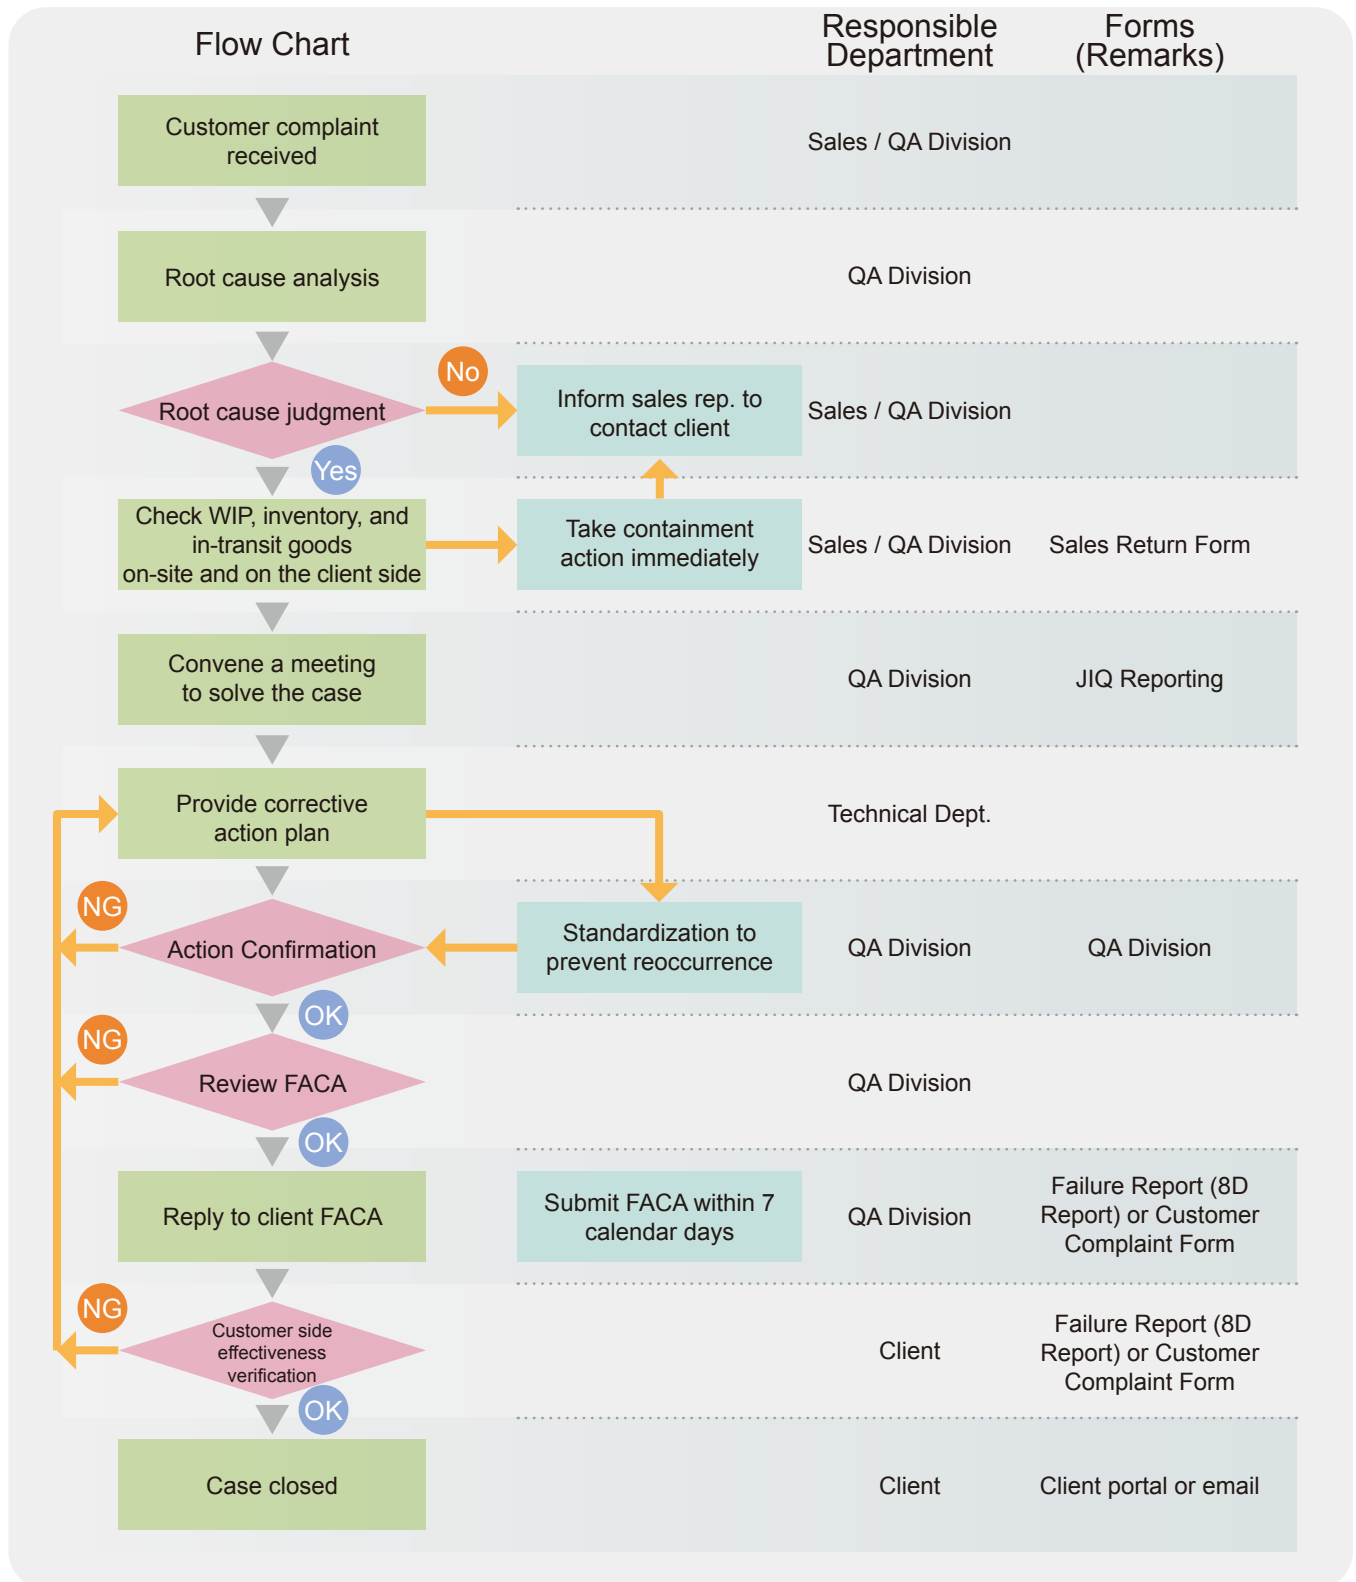 Flow Chart
Responsible
Department
Forms
(Remarks)
Customer complaint
received
Sales / QA Division
Root cause analysis
QA Division
Root cause judgment
No
Inform sales rep. to
contact client
Sales / QA Division
Yes
Check WIP, inventory, and
in-transit goods
on-site and on the client side
Take containment
action immediately
Sales / QA Division
Sales Return Form
Convene a meeting
to solve the case
QA Division
JIQ Reporting
Provide corrective
action plan
Technical Dept.
NG
Action Confirmation
Standardization to
prevent reoccurrence
QA Division
QA Division
OK
NG
Review FACA
QA Division
OK
Reply to client FACA
Submit FACA within 7
calendar days
QA Division
Failure Report (8D
Report) or Customer
Complaint Form
NG
Customer side
effectiveness
verification
Client
Failure Report (8D
Report) or Customer
Complaint Form
OK
Case closed
Client
Client portal or email